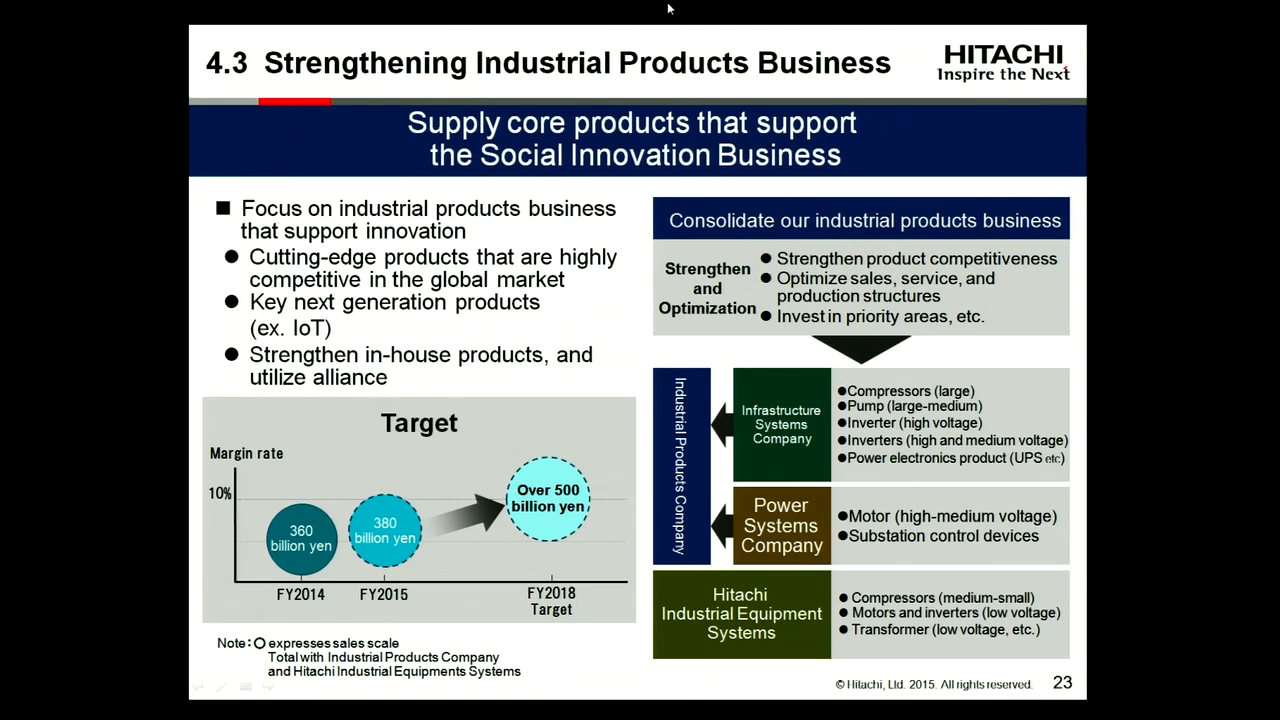 4.3 Strengthening Industrial Products Business
HITACHI
Inspire the Next
Supply core products that support
the Social Innovation Business
■ Focus on industrial products business
that support innovation
● Cutting-edge products that are highly
competitive in the global market
● Key next generation products
(ex. IoT)
● Strengthen in-house products, and
utilize alliance
Target
Margin rate
10%
360
billion yen
380
billion yen
Over 500
billion yen
FY2014
FY2015
FY2018
Target
Note: ○ expresses sales scale
Total with Industrial Products Company
and Hitachi Industrial Equipments Systems
Consolidate our industrial products business
Strengthen
and
Optimization
● Strengthen product competitiveness
● Optimize sales, service, and
production structures
● Invest in priority areas, etc.
Industrial Products Company
Infrastructure
Systems
Company
●Compressors (large)
●Pump (large-medium)
●Inverter (high voltage)
●Inverters (high and medium voltage)
●Power electronics product (UPS etc)
Power
Systems
Company
●Motor (high-medium voltage)
●Substation control devices
Hitachi
Industrial Equipment
Systems
● Compressors (medium-small)
● Motors and inverters (low voltage)
● Transformer (low voltage, etc.)
© Hitachi, Ltd. 2015. All rights reserved.
23